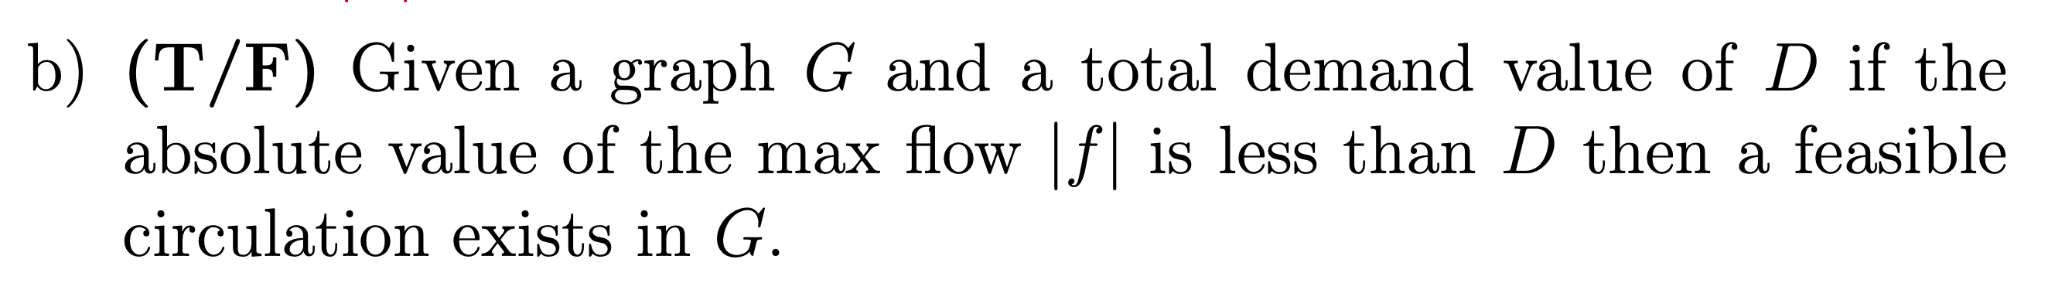 b) (T/F) Given a graph G and a total demand value of D if the
absolute value of the max flow |f| is less than D then a feasible
circulation exists in G.